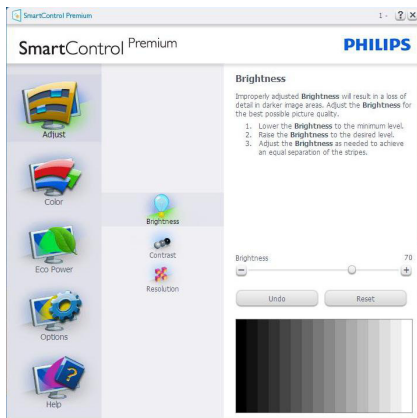 SmartControl Premium
1 -
?
X
SmartControl Premium
PHILIPS
Adjust
Color
Eco Power
Options
Help
Brightness
Contrast
Resolution
Brightness
Improperly adjusted Brightness will result in a loss of
detail in darker image areas. Adjust the Brightness for
the best possible picture quality.
1. Lower the Brightness to the minimum level.
2. Raise the Brightness to the desired level.
3. Adjust the Brightness as needed to achieve
an equal separation of the stripes.
Brightness 70
Undo Reset